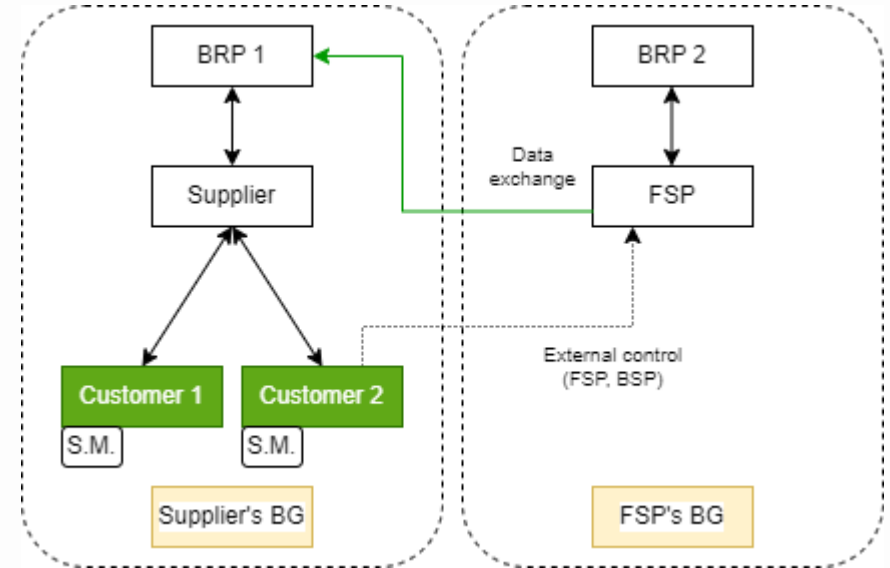 BRP 1
BRP 2
Data
exchange
Supplier
FSP
External control
(FSP, BSP)
Customer 1
Customer 2
S.M.
S.M.
Supplier's BG
FSP's BG